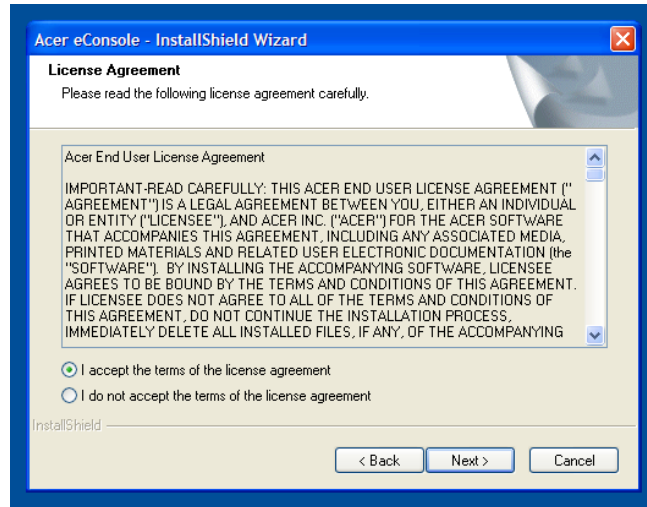 Acer eConsole - InstallShield Wizard
License Agreement
Please read the following license agreement carefully.
Acer End User License Agreement
IMPORTANT-READ CAREFULLY: THIS ACER END USER LICENSE AGREEMENT ("
AGREEMENT") IS A LEGAL AGREEMENT BETWEEN YOU, EITHER AN INDIVIDUAL
OR ENTITY ("LICENSEE"), AND ACER INC. ("ACER") FOR THE ACER SOFTWARE
THAT ACCOMPANIES THIS AGREEMENT, INCLUDING ANY ASSOCIATED MEDIA,
PRINTED MATERIALS AND RELATED USER ELECTRONIC DOCUMENTATION (the
"SOFTWARE"). BY INSTALLING THE ACCOMPANYING SOFTWARE, LICENSEE
AGREES TO BE BOUND BY THE TERMS AND CONDITIONS OF THIS AGREEMENT.
IF LICENSEE DOES NOT AGREE TO ALL OF THE TERMS AND CONDITIONS OF
THIS AGREEMENT, DO NOT CONTINUE THE INSTALLATION PROCESS,
IMMEDIATELY DELETE ALL INSTALLED FILES, IF ANY, OF THE ACCOMPANYING
I accept the terms of the license agreement
I do not accept the terms of the license agreement
InstallShield
< Back Next > Cancel